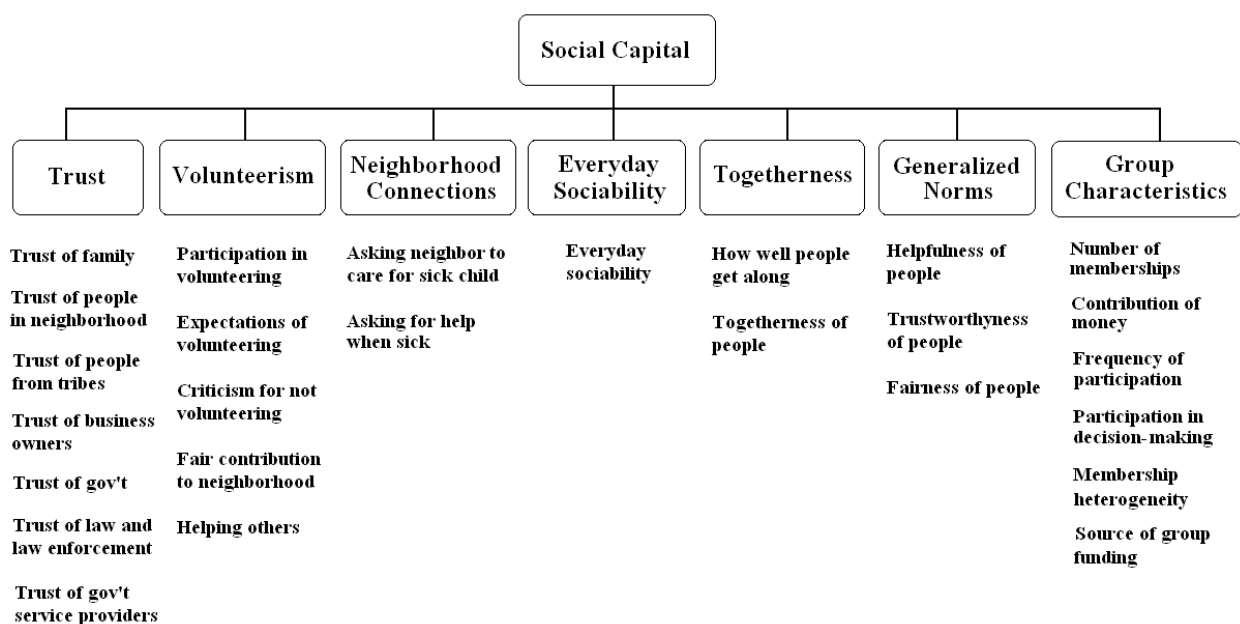 Social Capital
Trust
Volunteerism
Neighborhood
Connections
Everyday
Sociability
Togetherness
Generalized
Norms
Group
Characteristics
Trust of family
Trust of people
in neighborhood
Trust of people
from tribes
Trust of business
owners
Trust of gov't
Trust of law and
law enforcement
Trust of gov't
service providers
Participation in
volunteering
Expectations of
volunteering
Criticism for not
volunteering
Fair contribution
to neighborhood
Helping others
Asking neighbor to
care for sick child
Asking for help
when sick
Everyday
sociability
How well people
get along
Togetherness of
people
Helpfulness of
people
Trustworthyness
of people
Fairness of people
Number of
memberships
Contribution of
money
Frequency of
participation
Participation in
decision-making
Membership
heterogeneity
Source of group
funding